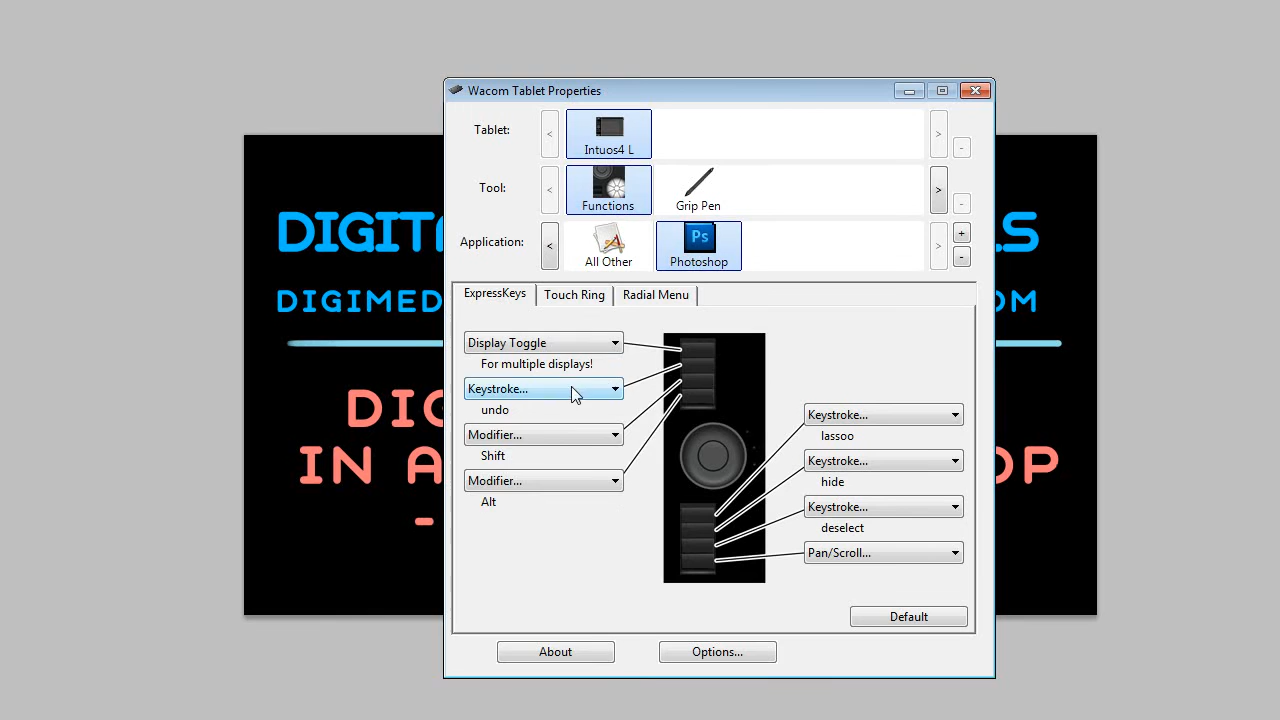 Wacom Tablet Properties
Tablet:
<
Intuos4 L
>
-
Tool:
<
Functions
Grip Pen
>
-
Application:
<
All Other
Ps
Photoshop
>
+
-
ExpressKeys
Touch Ring
Radial Menu
Display Toggle
For multiple displays!
Keystroke...
undo
Modifier...
Shift
Modifier...
Alt
Keystroke...
lassoo
Keystroke...
hide
Keystroke...
deselect
Pan/Scroll...
Default
About
Options...
DIGITA
LS
DIGIMED
OM
DIG
IN A
OP
-